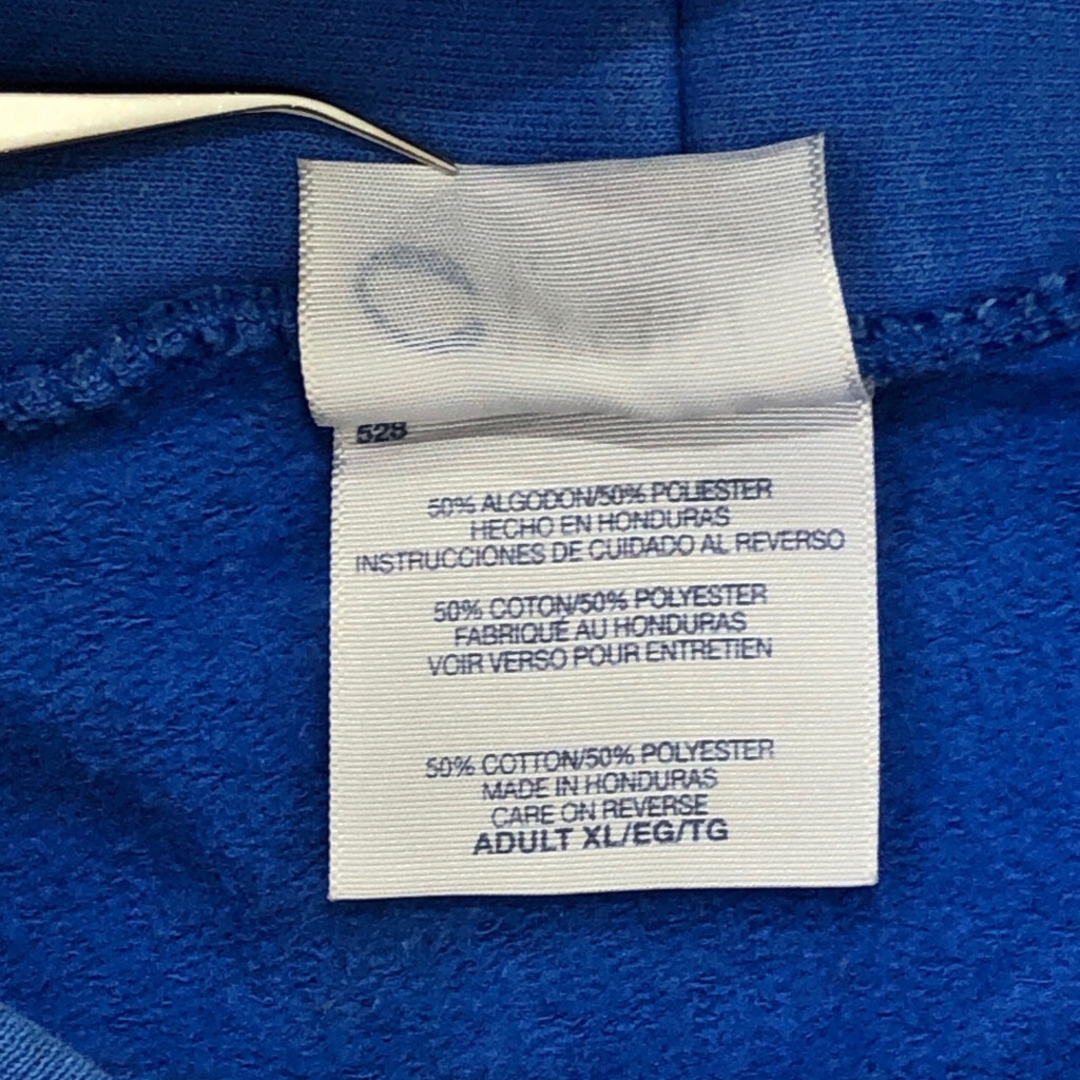 528
50% ALGODON/50% POLIESTER
HECHO EN HONDURAS
INSTRUCCIONES DE CUIDADO AL REVERSO
50% COTON/50% POLYESTER
FABRIQUÉ AU HONDURAS
VOIR VERSO POUR ENTRETIEN
50% COTTON/50% POLYESTER
MADE IN HONDURAS
CARE ON REVERSE
ADULT XL/EG/TG